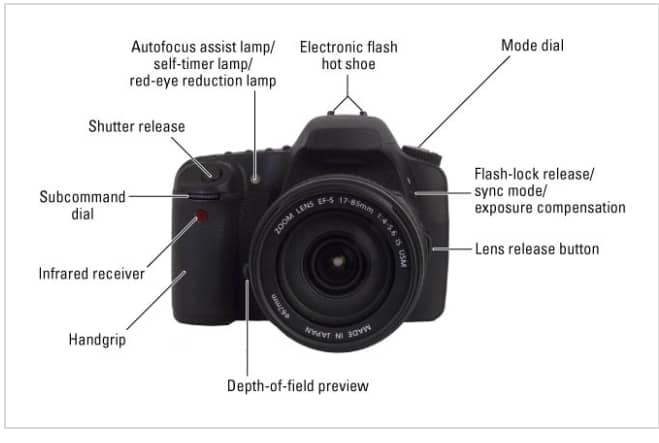 Autofocus assist lamp/
self-timer lamp/
red-eye reduction lamp
Electronic flash
hot shoe
Mode dial
Shutter release
Subcommand
dial
Flash-lock release/
sync mode/
exposure compensation
Infrared receiver
Lens release button
Handgrip
Depth-of-field preview
ZOOM LENS EF-S 17-85mm 1:4-5.6 IS USM
ø67mm
MADE IN JAPAN